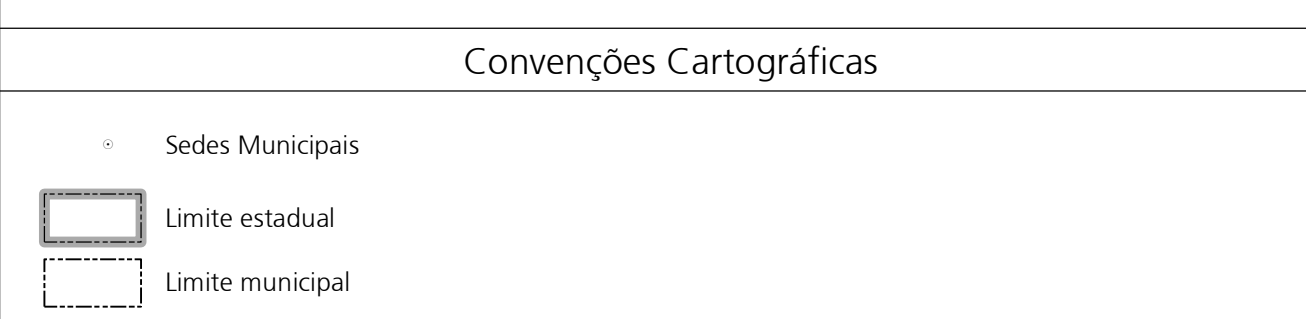 Convenções Cartográficas
Sedes Municipais
Limite estadual
Limite municipal